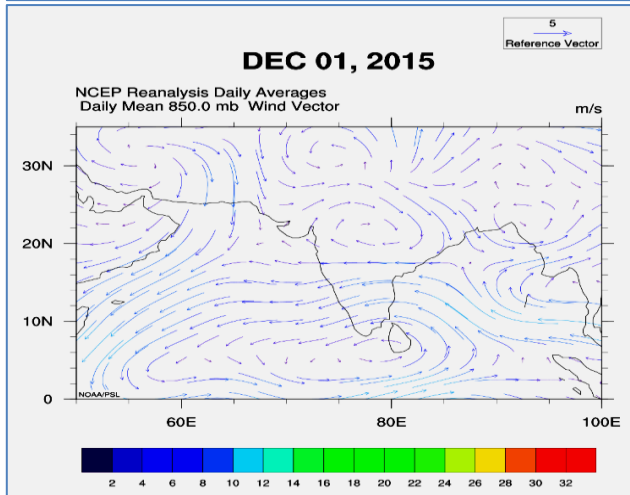 5
Reference Vector
DEC 01, 2015
NCEP Reanalysis Daily Averages
Daily Mean 850.0 mb Wind Vector
m/s
30N
20N
10N
0
NOAA/PSL
60E 80E 100E
2 4 6 8 10 12 14 16 18 20 22 24 26 28 30 32